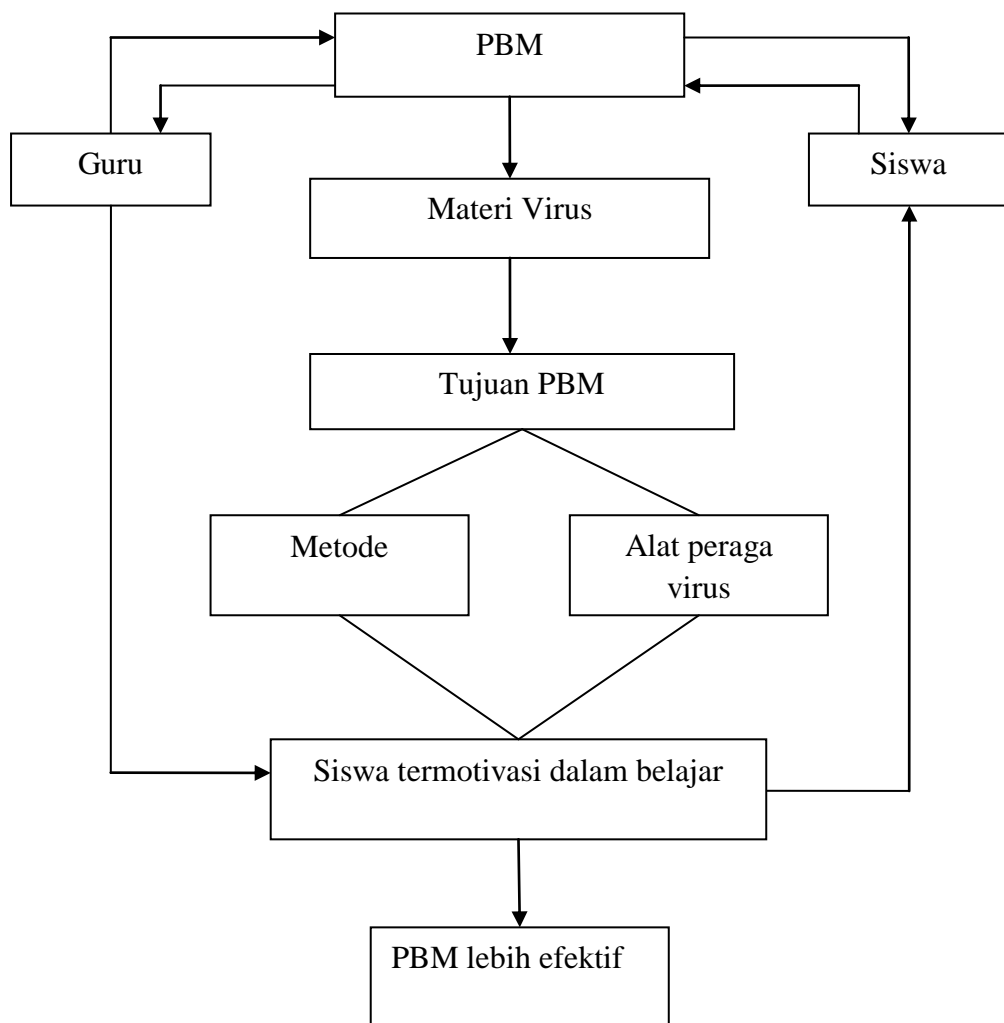 PBM
Guru
Siswa
Materi Virus
Tujuan PBM
Metode
Alat peraga
virus
Siswa termotivasi dalam belajar
PBM lebih efektif